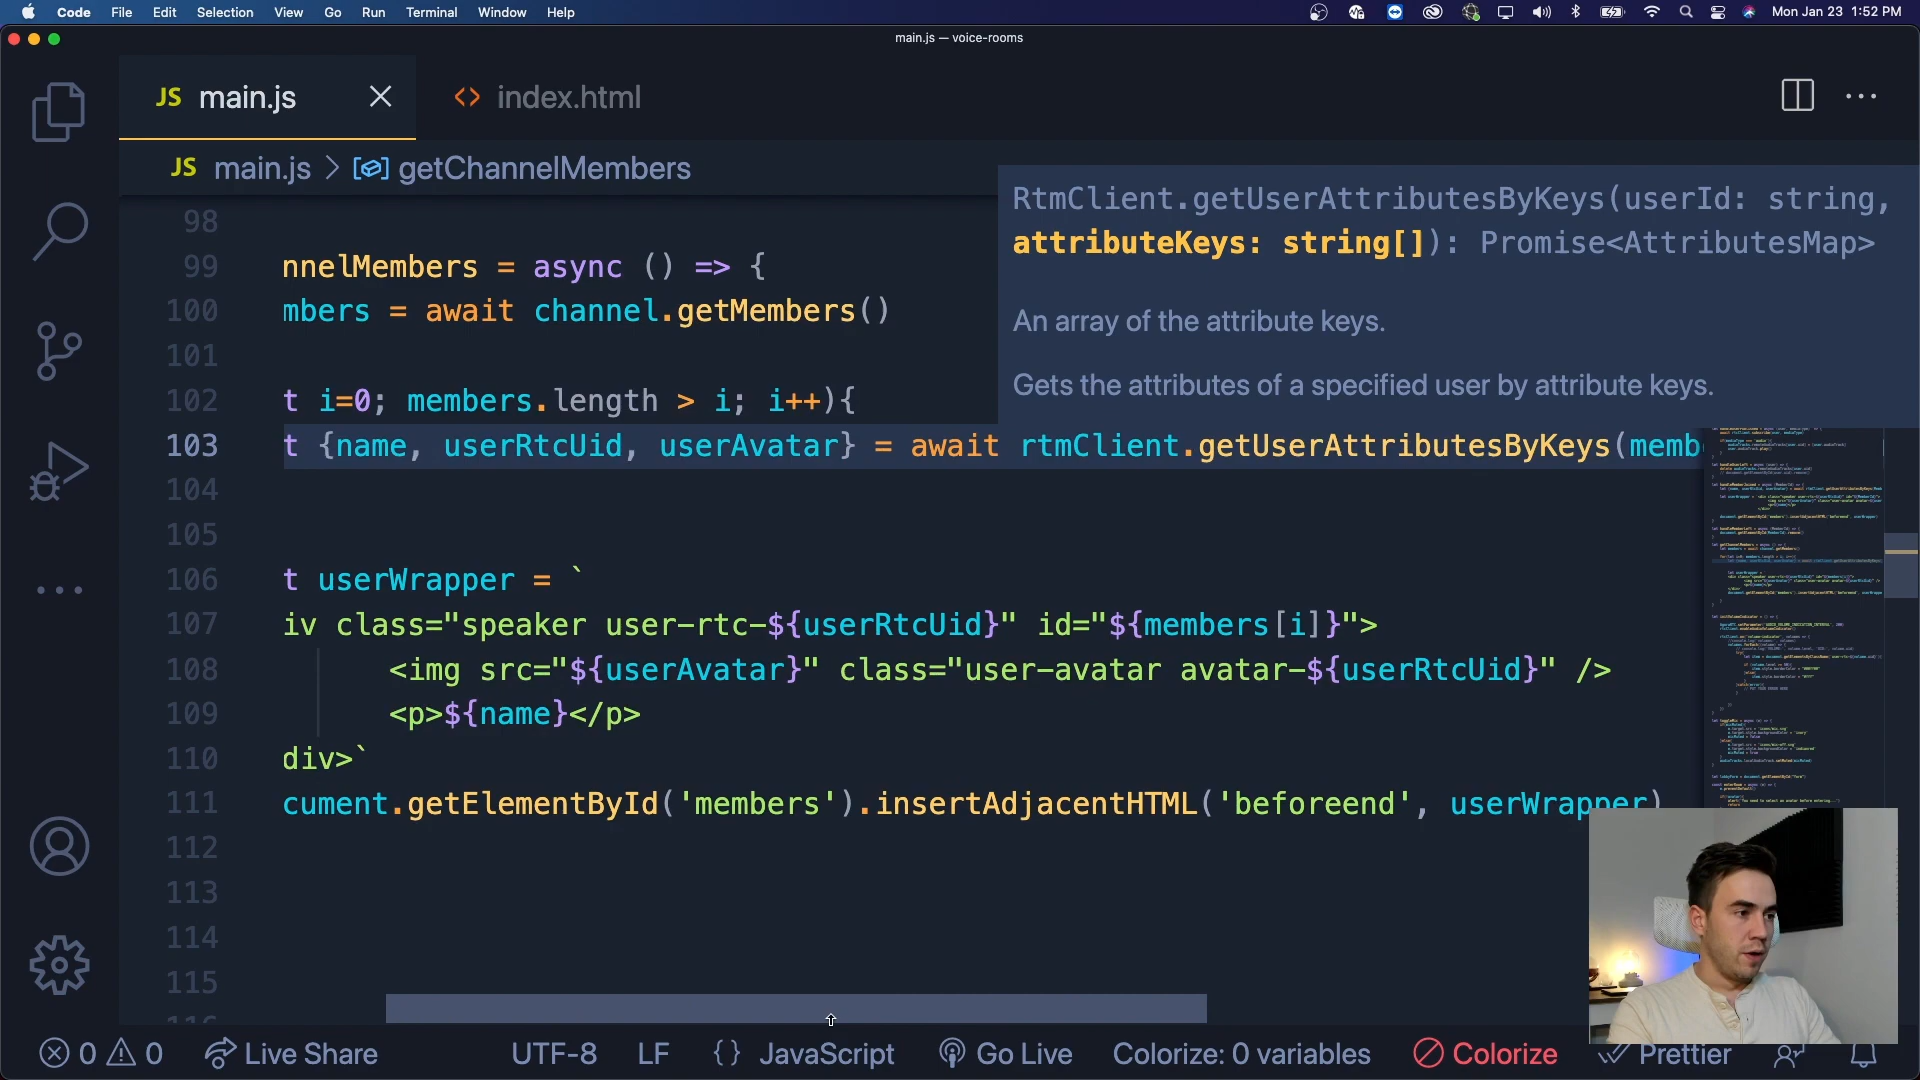 Code File Edit Selection View Go Run Terminal Window Help Mon Jan 23 1:52 PM
main.js — voice-rooms
JS main.js index.html
JS main.js > getChannelMembers
RtmClient.getUserAttributesByKeys(userId: string,
attributeKeys: string[]): Promise<AttributesMap>
An array of the attribute keys.
Gets the attributes of a specified user by attribute keys.
98
99 nnelMembers = async () => {
100 mbers = await channel.getMembers()
101
102 t i=0; members.length > i; i++){
103 t {name, userRtcUid, userAvatar} = await rtmClient.getUserAttributesByKeys(memb
104
105
106 t userWrapper = `
107 iv class="speaker user-rtc-${userRtcUid}" id="${members[i]}">
108 <img src="${userAvatar}" class="user-avatar avatar-${userRtcUid}" />
109 <p>${name}</p>
110 div>`
111 cument.getElementById('members').insertAdjacentHTML('beforeend', userWrapper)
112
113
114
115
0 0 Live Share UTF-8 LF {} JavaScript Go Live Colorize: 0 variables Colorize Prettier